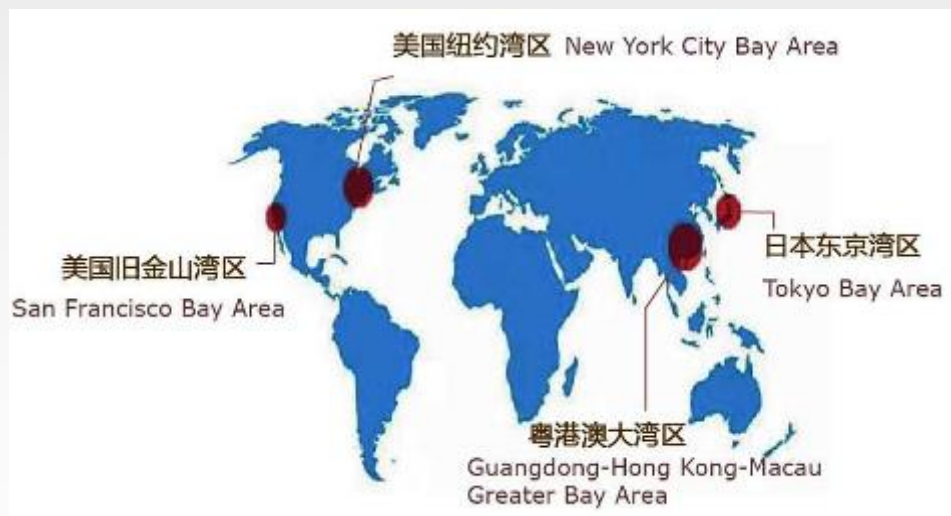 美国纽约湾区 New York City Bay Area
美国旧金山湾区
San Francisco Bay Area
日本东京湾区
Tokyo Bay Area
粤港澳大湾区
Guangdong-Hong Kong-Macau
Greater Bay Area